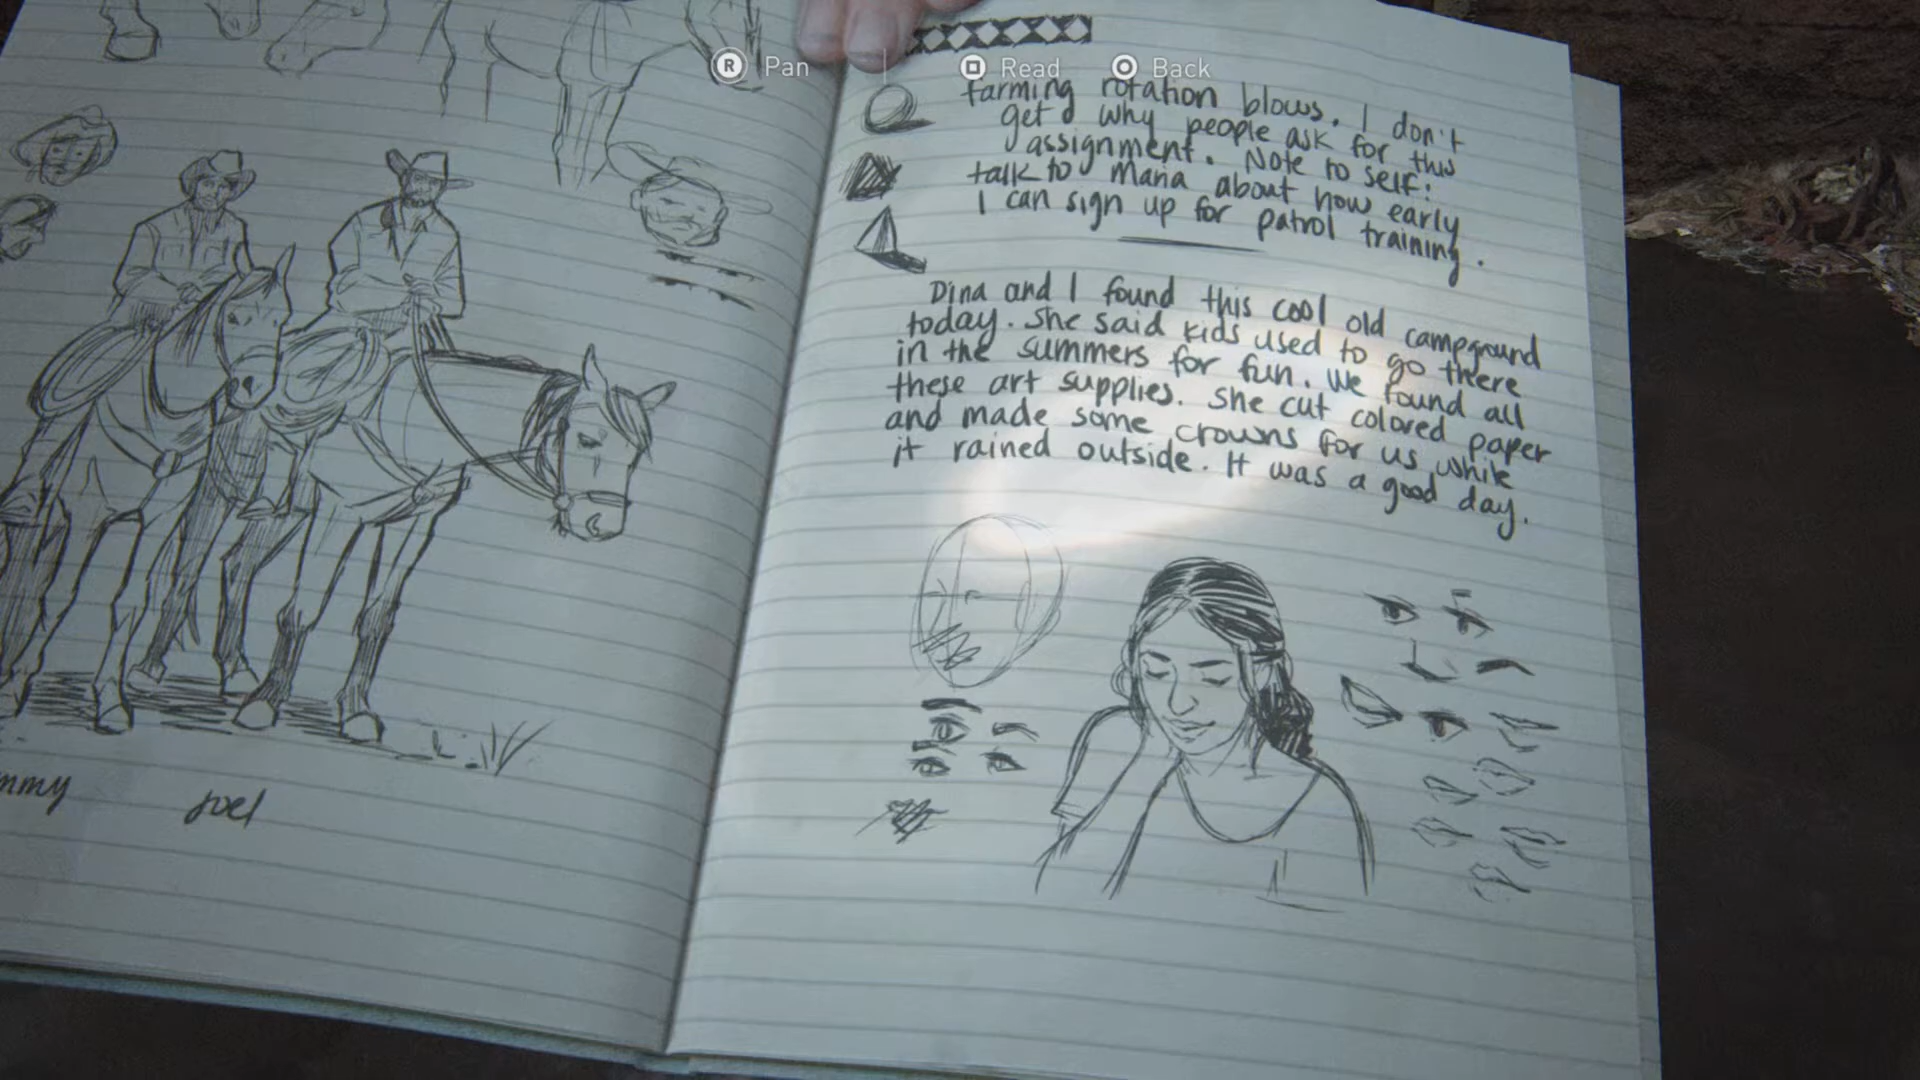 R Pan
Read
Back
farming rotation blows. I don't
get why people ask for this
assignment. Note to self:
talk to Maria about how early
I can sign up for patrol training.
Dina and I found this cool old campground
today. She said kids used to go there
in the summers for fun. We found all
these art supplies. She cut colored paper
and made some crowns for us while
it rained outside. It was a good day.
mmy
Joel